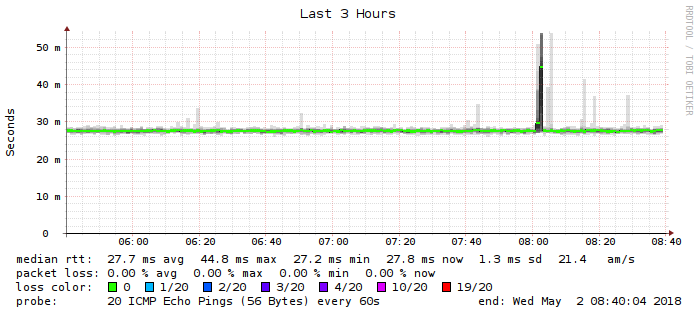 Last 3 Hours
RRDTOOL / TOBI OETIKER
Seconds
50 m
40 m
30 m
20 m
10 m
0
06:00 06:20 06:40 07:00 07:20 07:40 08:00 08:20 08:40
median rtt: 27.7 ms avg 44.8 ms max 27.2 ms min 27.8 ms now 1.3 ms sd 21.4 am/s
packet loss: 0.00 % avg 0.00 % max 0.00 % min 0.00 % now
loss color: 0 1/20 2/20 3/20 4/20 10/20 19/20
probe: 20 ICMP Echo Pings (56 Bytes) every 60s end: Wed May 2 08:40:04 2018